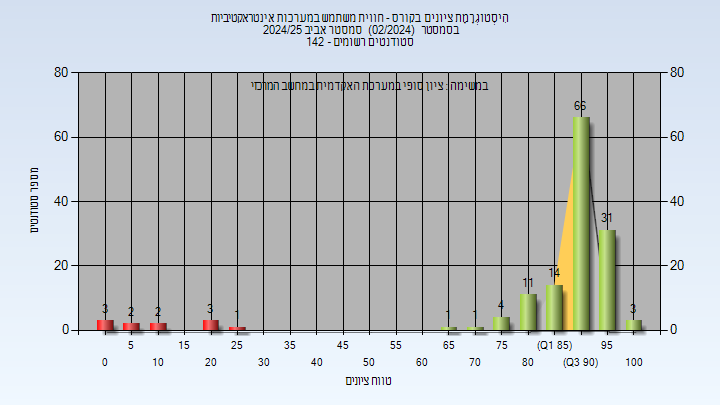 היסטוגרמת ציונים בקורס - חווית משתמש במערכות אינטראקטיביות
בסמסטר (02/2024) סמסטר אביב 2024/25
סטודנטים רשומים - 142
במשימה: ציון סופי במערכת האקדמית במחשב המרכזי
מספר סטודנטים
80 80
60 60
40 40
20 20
0 0
3 2 2 3 1 1 1 4 11 14 66 31 3
5 15 25 35 45 55 65 75 (Q1 85) 95
0 10 20 30 40 50 60 70 80 (Q3 90) 100
טווח ציונים